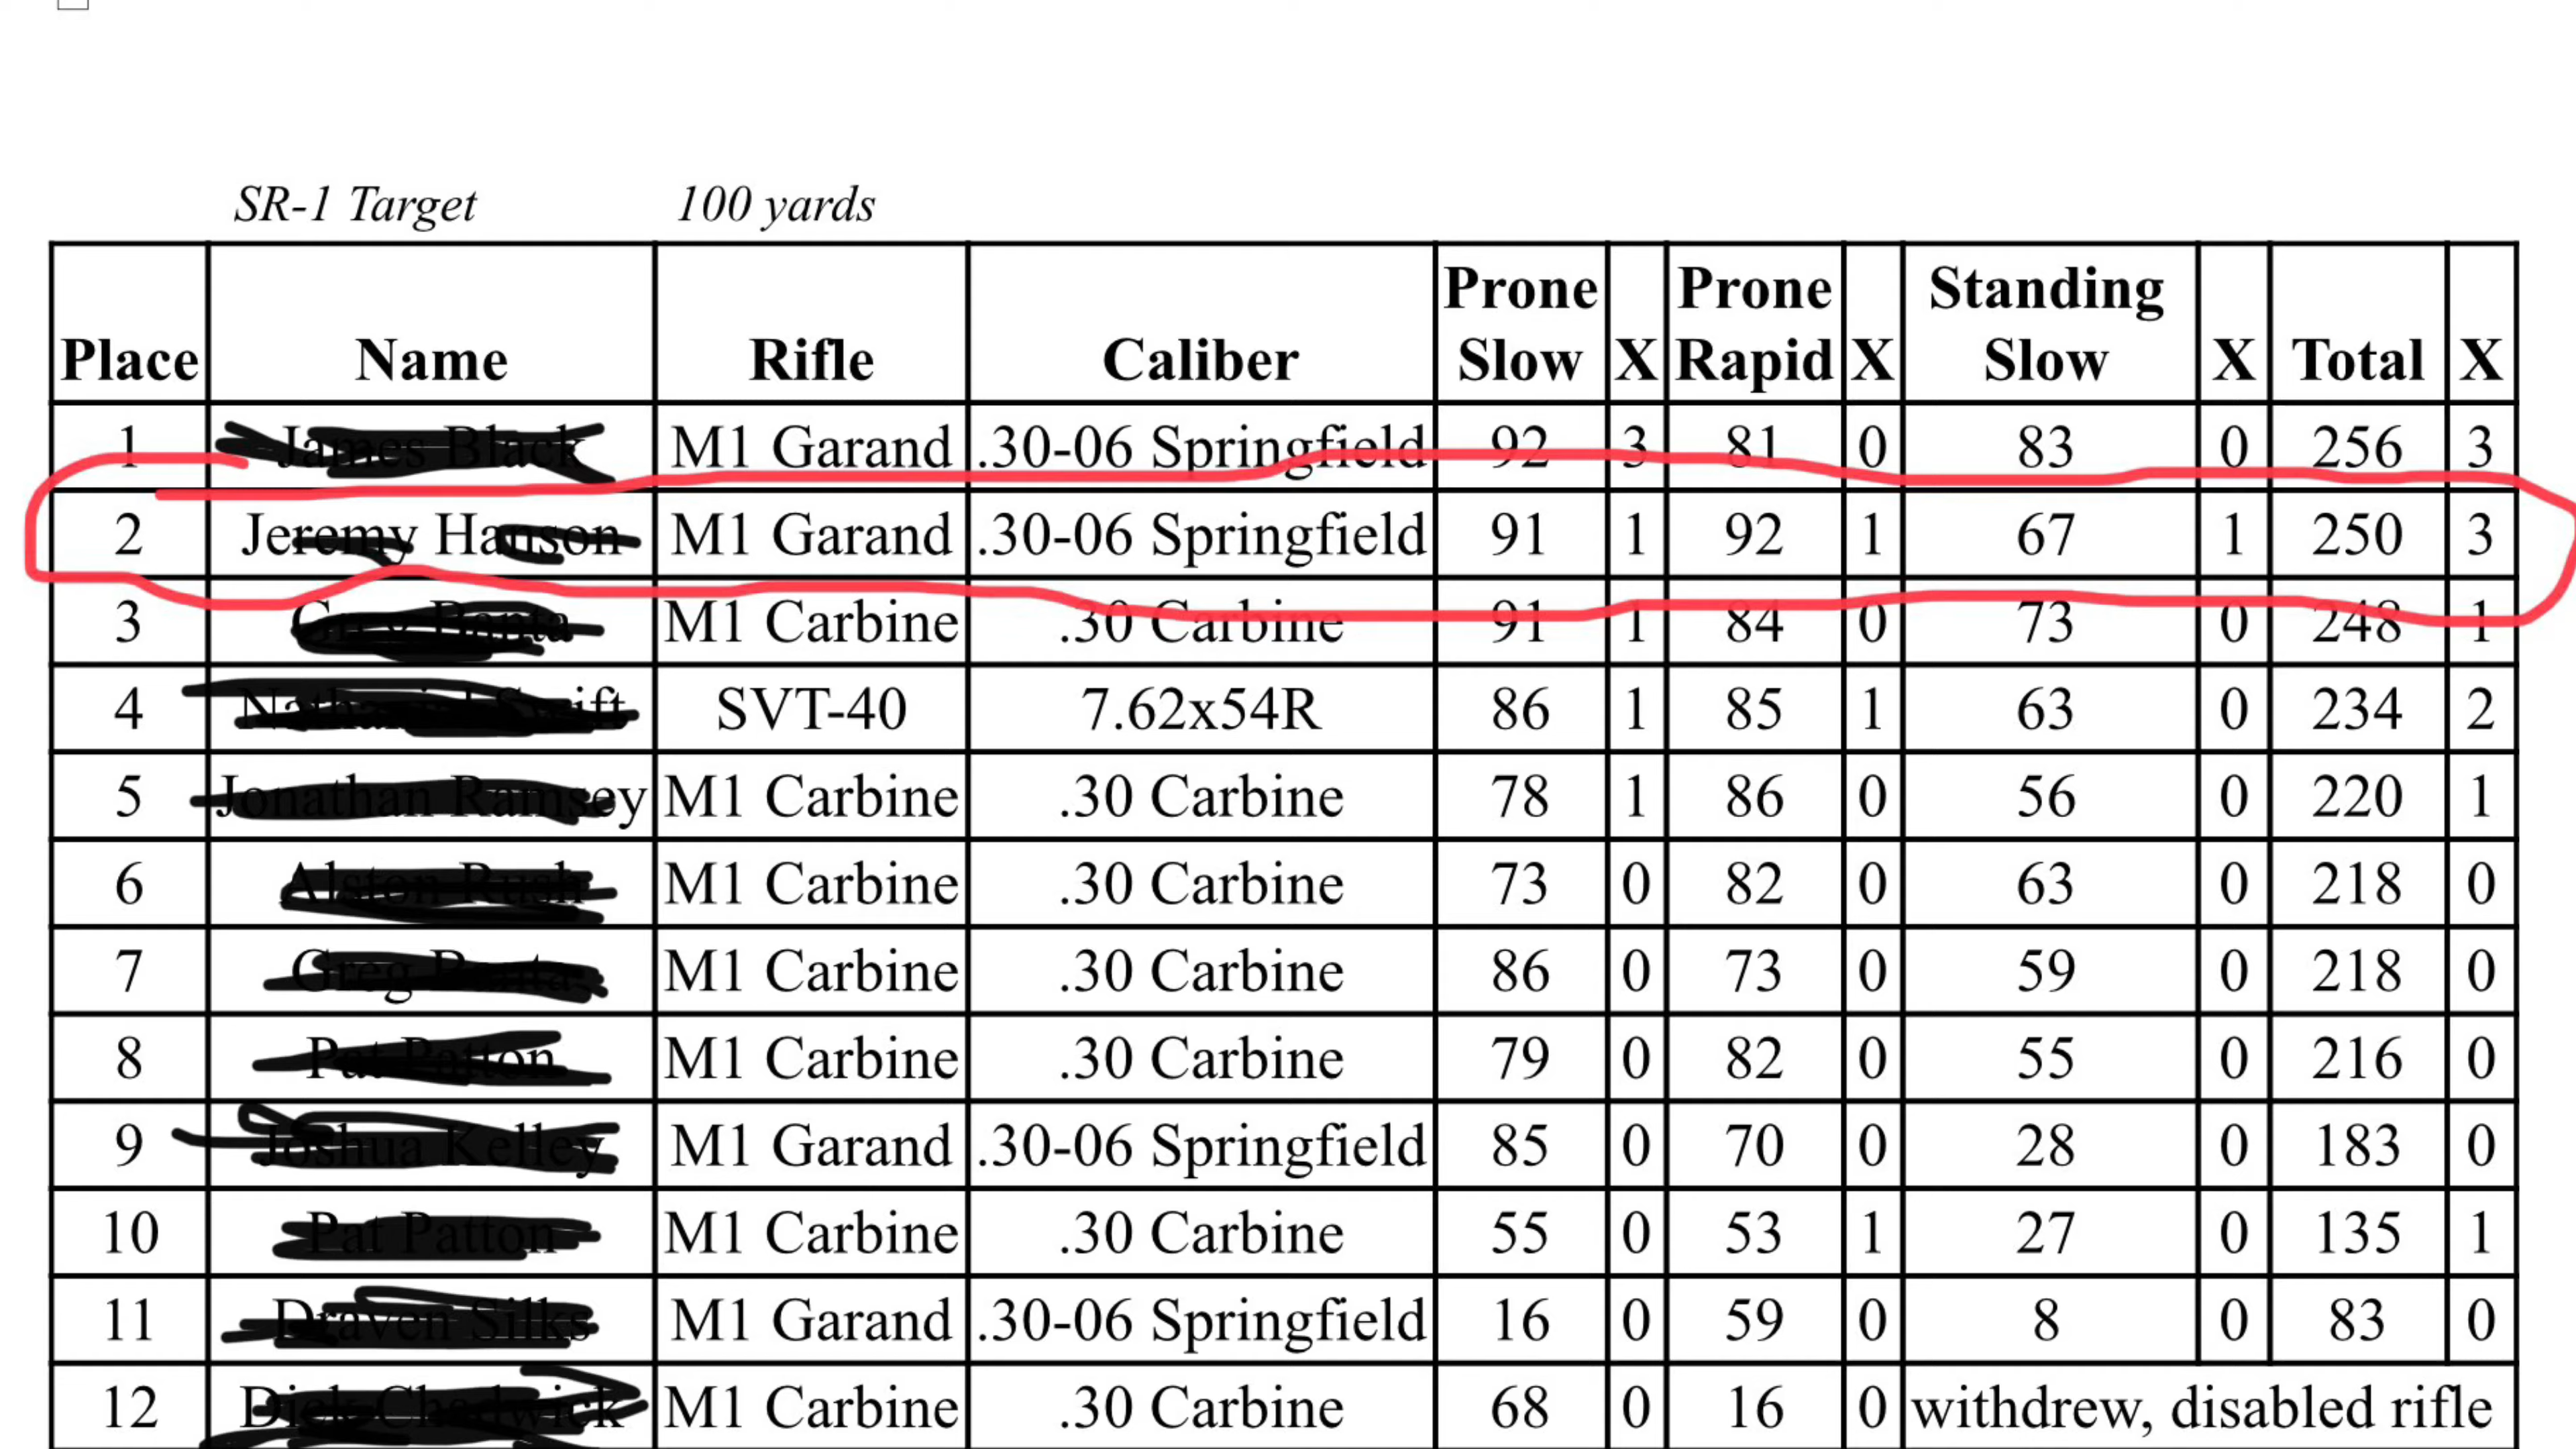 SR-1 Target 100 yards
Place Name Rifle Caliber Prone Slow X Prone Rapid X Standing Slow X Total X
1 M1 Garand .30-06 Springfield 92 3 81 0 83 0 256 3
2 M1 Garand .30-06 Springfield 91 1 92 1 67 1 250 3
3 M1 Carbine .30 Carbine 91 1 84 0 73 0 248 1
4 SVT-40 7.62x54R 86 1 85 1 63 0 234 2
5 M1 Carbine .30 Carbine 78 1 86 0 56 0 220 1
6 M1 Carbine .30 Carbine 73 0 82 0 63 0 218 0
7 M1 Carbine .30 Carbine 86 0 73 0 59 0 218 0
8 M1 Carbine .30 Carbine 79 0 82 0 55 0 216 0
9 M1 Garand .30-06 Springfield 85 0 70 0 28 0 183 0
10 M1 Carbine .30 Carbine 55 0 53 1 27 0 135 1
11 M1 Garand .30-06 Springfield 16 0 59 0 8 0 83 0
12 M1 Carbine .30 Carbine 68 0 16 0 withdrew, disabled rifle